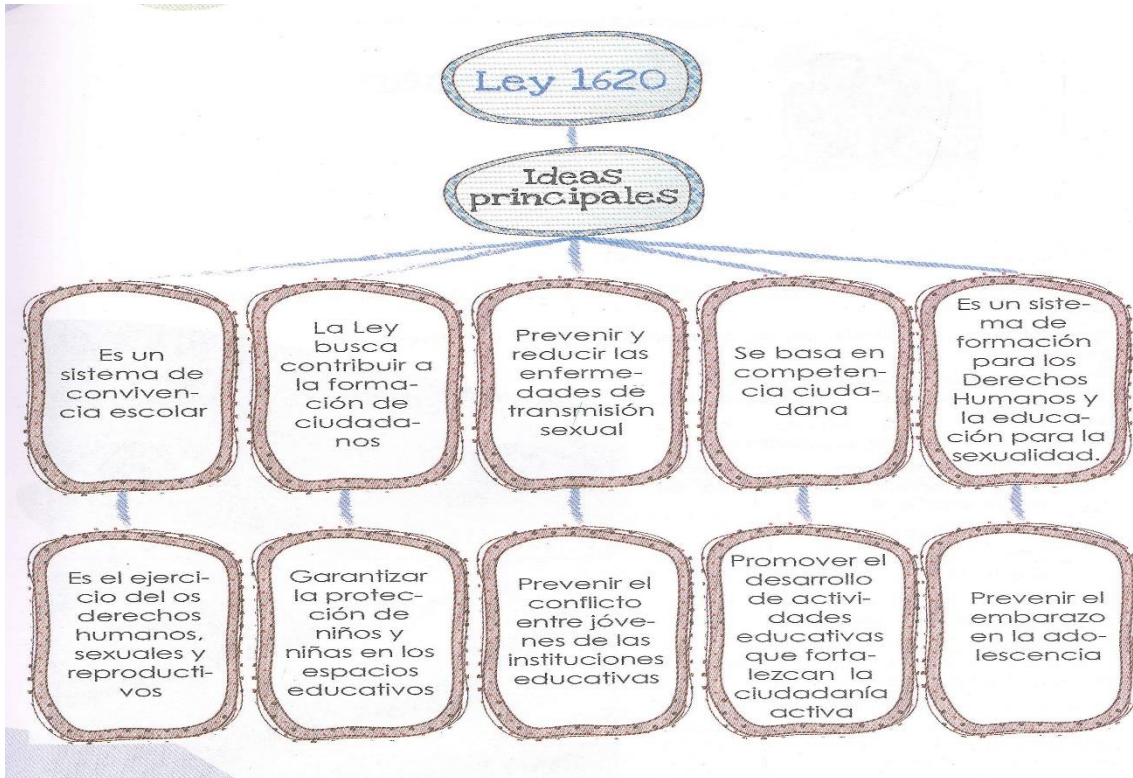 Ley 1620
Ideas
principales
Es un
sistema de
conviven-
cia escolar
La Ley
busca
contribuir a
la forma-
ción de
ciudada-
nos
Prevenir y
reducir las
enferme-
dades de
transmisión
sexual
Se basa en
competen-
cia ciuda-
dana
Es un siste-
ma de
formación
para los
Derechos
Humanos y
la educa-
ción para la
sexualidad.
Es el ejerci-
cio del os
derechos
humanos,
sexuales y
reproducti-
vos
Garantizar
la protec-
ción de
niños y
niñas en los
espacios
educativos
Prevenir el
conflicto
entre jóve-
nes de las
instituciones
educativas
Promover el
desarrollo
de activi-
dades
educativas
que forta-
lezcan la
ciudadanía
activa
Prevenir el
embarazo
en la ado-
lescencia